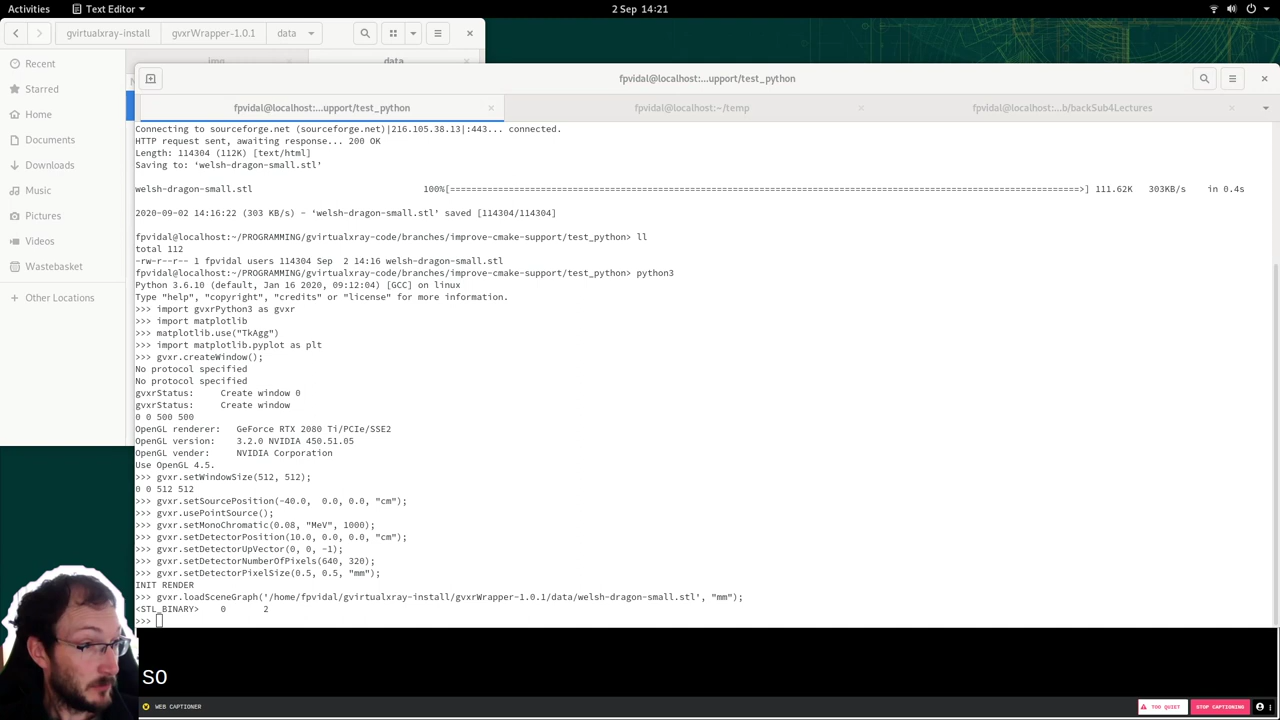 Activities
Text Editor
2 Sep 14:21
gvirtualxray-install
gvxrWrapper-1.0.1
data
img
data
Recent
Starred
Home
Documents
Downloads
Music
Pictures
Videos
Wastebasket
Other Locations
fpvidal@localhost:...upport/test_python
fpvidal@localhost:...upport/test_python
fpvidal@localhost:~/temp
fpvidal@localhost:...b/backSub4Lectures
Connecting to sourceforge.net (sourceforge.net)|216.105.38.13|:443... connected.
HTTP request sent, awaiting response... 200 OK
Length: 114304 (112K) [text/html]
Saving to: ‘welsh-dragon-small.stl’
welsh-dragon-small.stl 100%[=======================================================================================================================>] 111.62K 303KB/s in 0.4s
2020-09-02 14:16:22 (303 KB/s) - ‘welsh-dragon-small.stl’ saved [114304/114304]
fpvidal@localhost:~/PROGRAMMING/gvirtualxray-code/branches/improve-cmake-support/test_python> ll
total 112
-rw-r--r-- 1 fpvidal users 114304 Sep 2 14:16 welsh-dragon-small.stl
fpvidal@localhost:~/PROGRAMMING/gvirtualxray-code/branches/improve-cmake-support/test_python> python3
Python 3.6.10 (default, Jan 16 2020, 09:12:04) [GCC] on linux
Type "help", "copyright", "credits" or "license" for more information.
>>> import gvxrPython3 as gvxr
>>> import matplotlib
>>> matplotlib.use("TkAgg")
>>> import matplotlib.pyplot as plt
>>> gvxr.createWindow();
No protocol specified
No protocol specified
gvxrStatus: Create window 0
gvxrStatus: Create window
0 0 500 500
OpenGL renderer: GeForce RTX 2080 Ti/PCIe/SSE2
OpenGL version: 3.2.0 NVIDIA 450.51.05
OpenGL vender: NVIDIA Corporation
Use OpenGL 4.5.
>>> gvxr.setWindowSize(512, 512);
0 0 512 512
>>> gvxr.setSourcePosition(-40.0, 0.0, 0.0, "cm");
>>> gvxr.usePointSource();
>>> gvxr.setMonoChromatic(0.08, "MeV", 1000);
>>> gvxr.setDetectorPosition(10.0, 0.0, 0.0, "cm");
>>> gvxr.setDetectorUpVector(0, 0, -1);
>>> gvxr.setDetectorNumberOfPixels(640, 320);
>>> gvxr.setDetectorPixelSize(0.5, 0.5, "mm");
INIT RENDER
>>> gvxr.loadSceneGraph('/home/fpvidal/gvirtualxray-install/gvxrWrapper-1.0.1/data/welsh-dragon-small.stl', "mm");
<STL_BINARY> 0 2
>>>
so
WEB CAPTIONER
TOO QUIET
STOP CAPTIONING